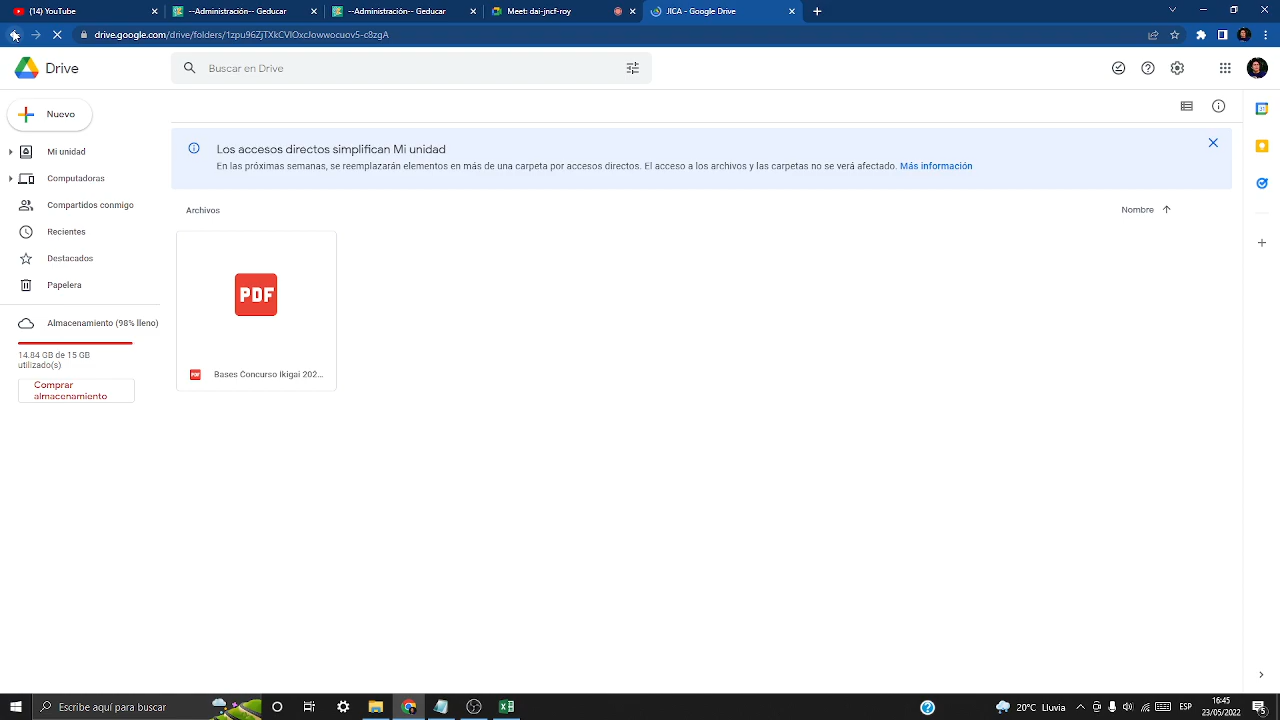 (1) YouTube
--Administración-- Geducar
--Administración-- Geducar
Meet: dai-jncf-roy
JICA - Google Drive
drive.google.com/drive/folders/1zpu96ZjTXkCVlOxcJowwocuov5-c8zgA
Drive
Buscar en Drive
Nuevo
Mi unidad
Computadoras
Compartidos conmigo
Recientes
Destacados
Papelera
Almacenamiento (98% lleno)
14.84 GB de 15 GB
utilizado(s)
Comprar
almacenamiento
Los accesos directos simplifican Mi unidad
En las próximas semanas, se reemplazarán elementos en más de una carpeta por accesos directos. El acceso a los archivos y las carpetas no se verá afectado. Más información
Archivos
Nombre
PDF
PDF
Bases Concurso Ikigai 202...
Escribe aquí para buscar
20°C Lluvia
ESP
16:45
23/05/2022